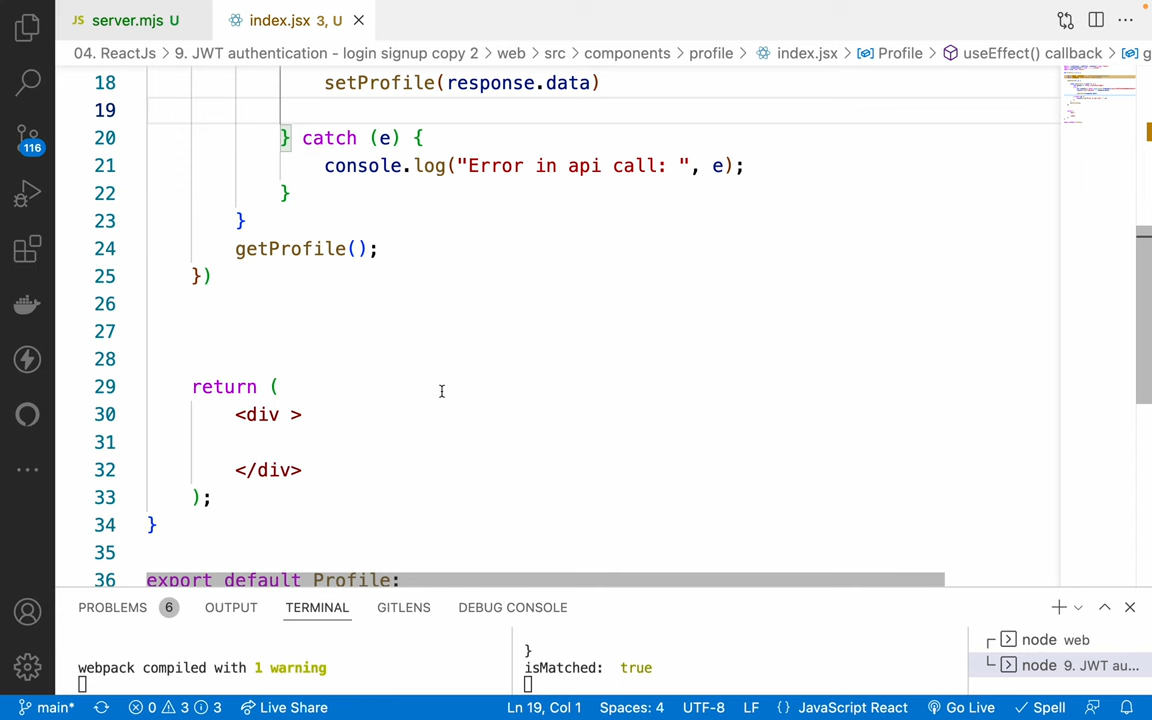 JS server.mjs U
index.jsx 3, U
04. ReactJs > 9. JWT authentication - login signup copy 2 > web > src > components > profile > index.jsx > Profile > useEffect() callback > g
18 setProfile(response.data)
19
20 } catch (e) {
21 console.log("Error in api call: ", e);
22 }
23 }
24 getProfile();
25 })
26
27
28
29 return (
30 <div >
31
32 </div>
33 );
34 }
35
36 export default Profile;
116
PROBLEMS 6 OUTPUT TERMINAL GITLENS DEBUG CONSOLE
webpack compiled with 1 warning
}
isMatched: true
node web
node 9. JWT au...
main* 0 3 3 Live Share Ln 19, Col 1 Spaces: 4 UTF-8 LF {} JavaScript React Go Live Spell